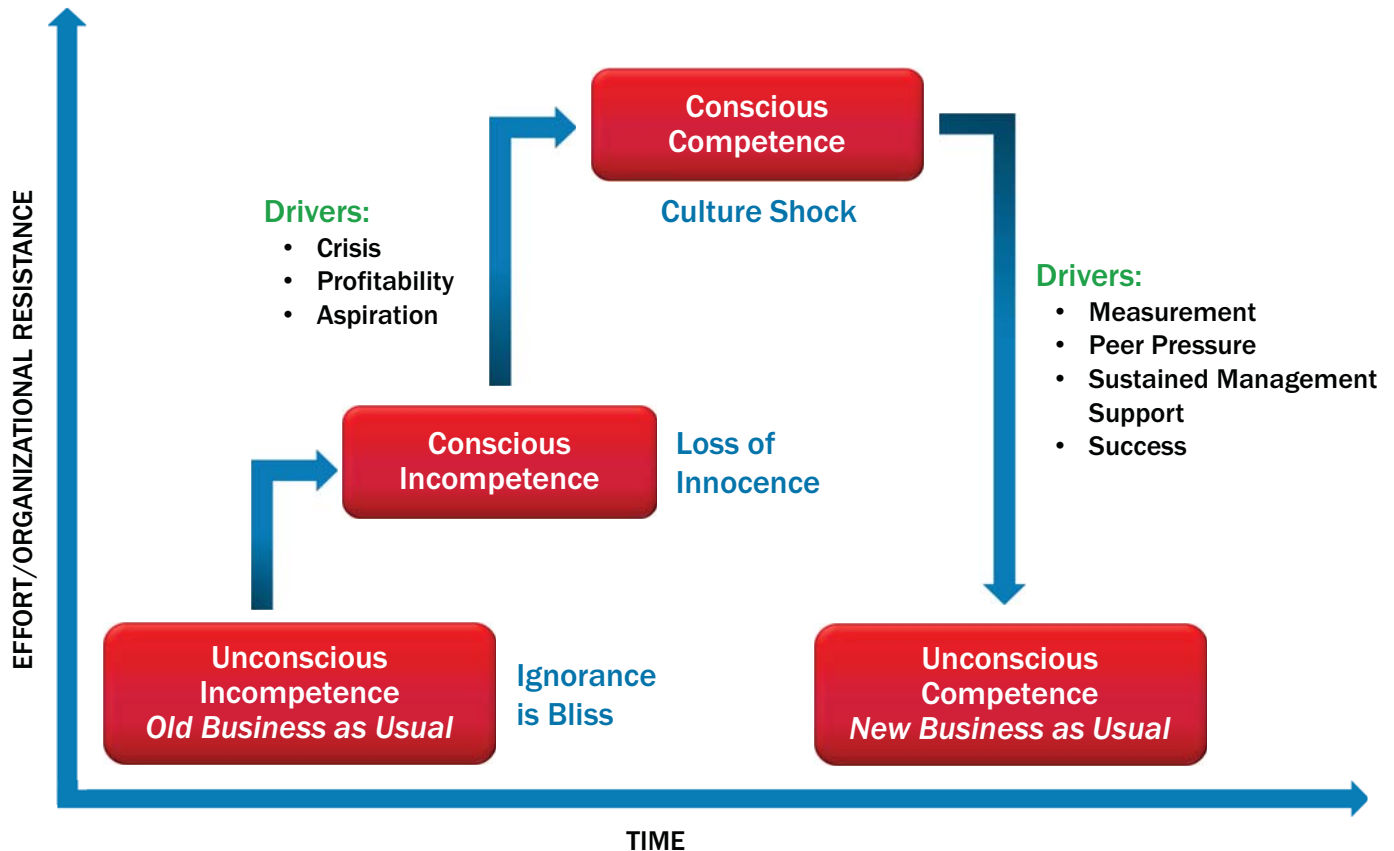 Conscious
Competence
Culture Shock
Drivers:
• Crisis
• Profitability
• Aspiration
Drivers:
• Measurement
• Peer Pressure
• Sustained Management
Support
• Success
Conscious
Incompetence
Loss of
Innocence
Unconscious
Incompetence
Old Business as Usual
Ignorance
is Bliss
Unconscious
Competence
New Business as Usual
EFFORT/ORGANIZATIONAL RESISTANCE
TIME